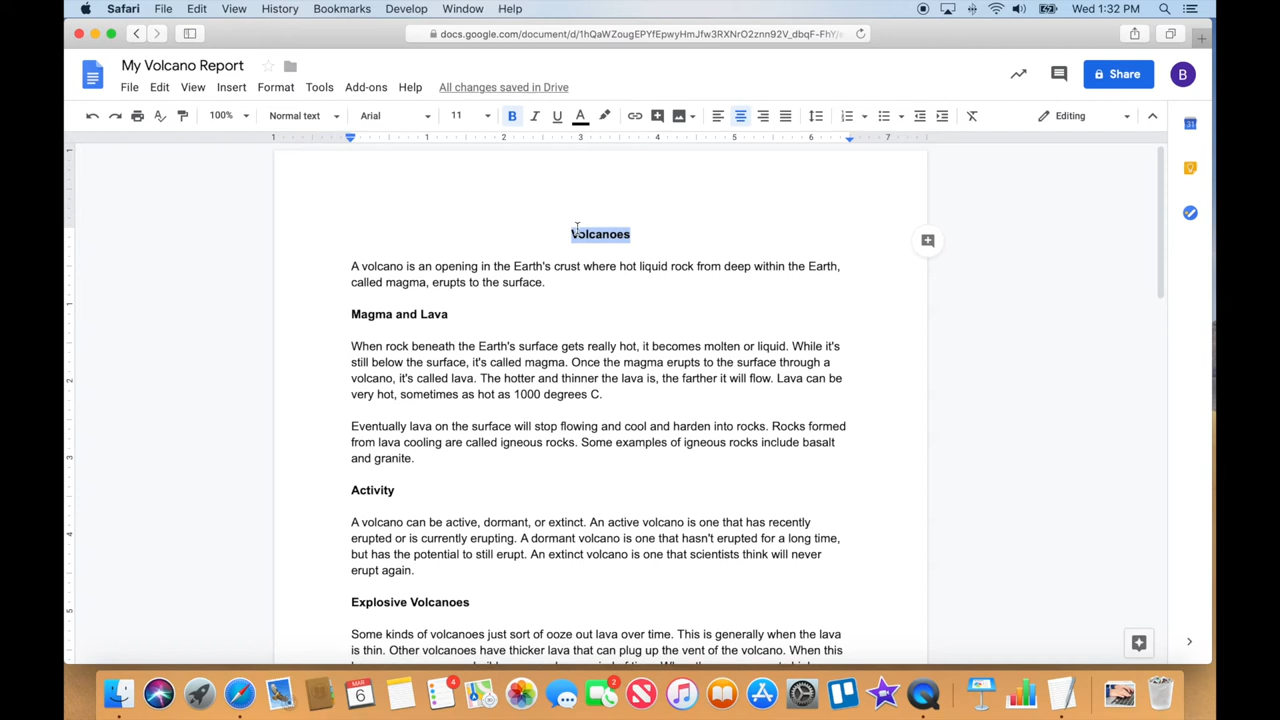 Safari File Edit View History Bookmarks Develop Window Help Wed 1:32 PM
docs.google.com/document/d/1hQaWZougEPYfEpwyHmJfw3RXNrO2znn92V_dbqF-FhY/e
My Volcano Report
File Edit View Insert Format Tools Add-ons Help All changes saved in Drive
Share B
100% Normal text Arial 11 B I U A Editing
1 1 2 3 4 5 6 7
Volcanoes
A volcano is an opening in the Earth's crust where hot liquid rock from deep within the Earth,
called magma, erupts to the surface.
Magma and Lava
When rock beneath the Earth's surface gets really hot, it becomes molten or liquid. While it's
still below the surface, it's called magma. Once the magma erupts to the surface through a
volcano, it's called lava. The hotter and thinner the lava is, the farther it will flow. Lava can be
very hot, sometimes as hot as 1000 degrees C.
Eventually lava on the surface will stop flowing and cool and harden into rocks. Rocks formed
from lava cooling are called igneous rocks. Some examples of igneous rocks include basalt
and granite.
Activity
A volcano can be active, dormant, or extinct. An active volcano is one that has recently
erupted or is currently erupting. A dormant volcano is one that hasn't erupted for a long time,
but has the potential to still erupt. An extinct volcano is one that scientists think will never
erupt again.
Explosive Volcanoes
Some kinds of volcanoes just sort of ooze out lava over time. This is generally when the lava
is thin. Other volcanoes have thicker lava that can plug up the vent of the volcano. When this
MAR 6 4 2